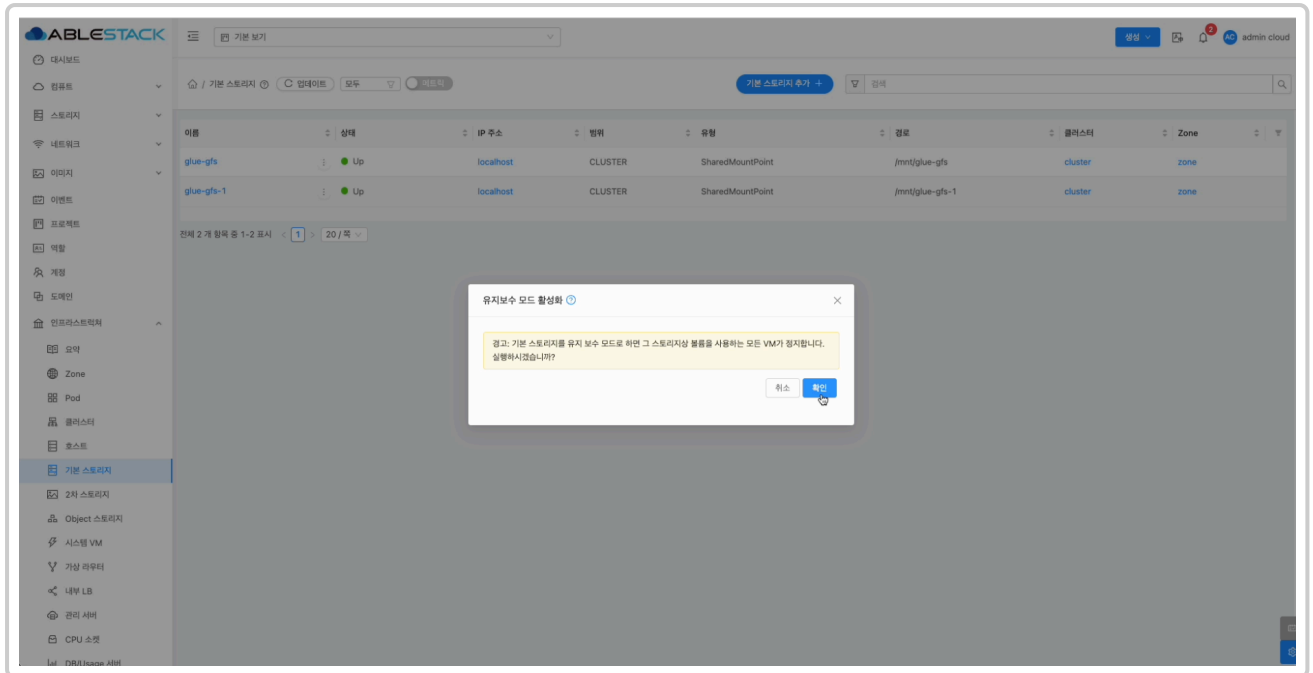 ABLESTACK
기본 보기
생성
2
AC
admin cloud
대시보드
컴퓨트
스토리지
네트워크
이미지
이벤트
프로젝트
역할
계정
도메인
인프라스트럭쳐
요약
Zone
Pod
클러스터
호스트
기본 스토리지
2차 스토리지
Object 스토리지
시스템 VM
가상 라우터
내부 LB
관리 서버
CPU 소켓
DB/Usage 서버
/ 기본 스토리지
업데이트
모두
메트릭
기본 스토리지 추가 +
검색
이름 상태 IP 주소 범위 유형 경로 클러스터 Zone
glue-gfs Up localhost CLUSTER SharedMountPoint /mnt/glue-gfs cluster zone
glue-gfs-1 Up localhost CLUSTER SharedMountPoint /mnt/glue-gfs-1 cluster zone
전체 2 개 항목 중 1-2 표시 < 1 > 20 / 쪽
유지보수 모드 활성화
경고: 기본 스토리지를 유지 보수 모드로 하면 그 스토리지상 볼륨을 사용하는 모든 VM가 정지합니다.
실행하시겠습니까?
취소 확인